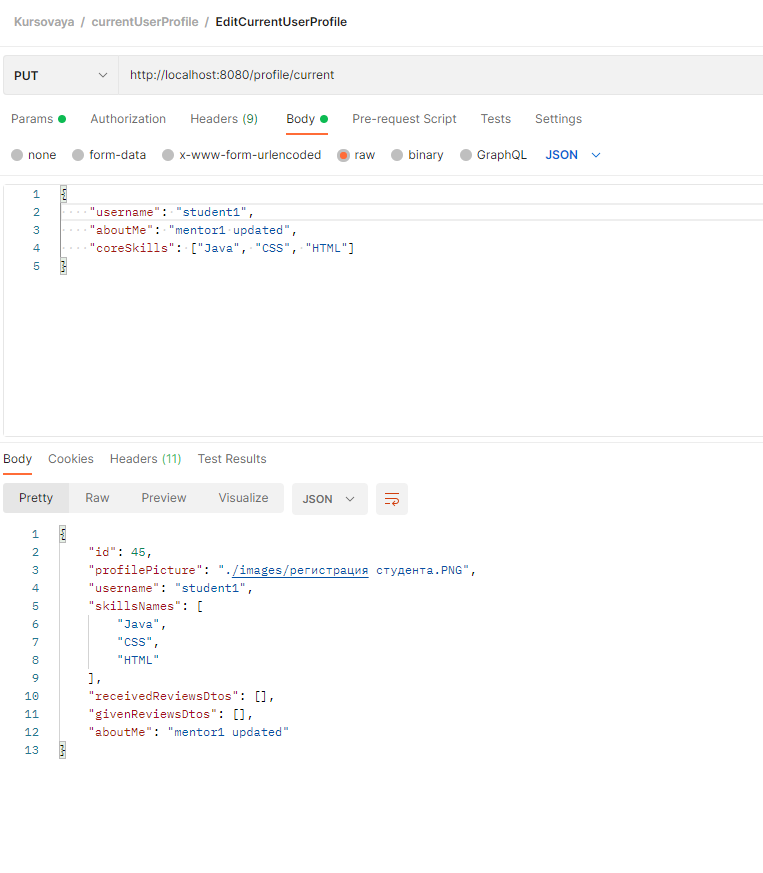 Kursovaya / currentUserProfile / EditCurrentUserProfile
PUT http://localhost:8080/profile/current
Params Authorization Headers (9) Body Pre-request Script Tests Settings
none form-data x-www-form-urlencoded raw binary GraphQL JSON
1 {
2 "username": "student1",
3 "aboutMe": "mentor1 updated",
4 "coreSkills": ["Java", "CSS", "HTML"]
5 }
Body Cookies Headers (11) Test Results
Pretty Raw Preview Visualize JSON
1 {
2 "id": 45,
3 "profilePicture": "./images/регистрация студента.PNG",
4 "username": "student1",
5 "skillsNames": [
6 "Java",
7 "CSS",
8 "HTML"
9 ],
10 "receivedReviewsDtos": [],
11 "givenReviewsDtos": [],
12 "aboutMe": "mentor1 updated"
13 }